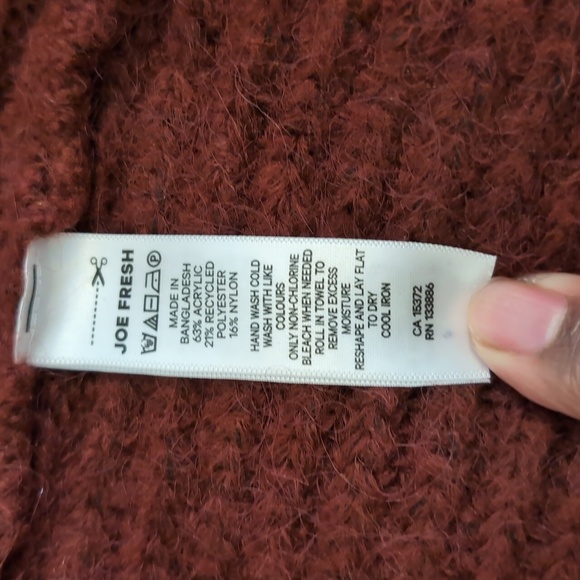 JOE FRESH
MADE IN
BANGLADESH
63% ACRYLIC
21% RECYCLED
POLYESTER
16% NYLON
HAND WASH COLD
WASH WITH LIKE
COLOURS
ONLY NON-CHLORINE
BLEACH WHEN NEEDED
ROLL IN TOWEL TO
REMOVE EXCESS
MOISTURE
RESHAPE AND LAY FLAT
TO DRY
COOL IRON
CA 15372
RN 133886